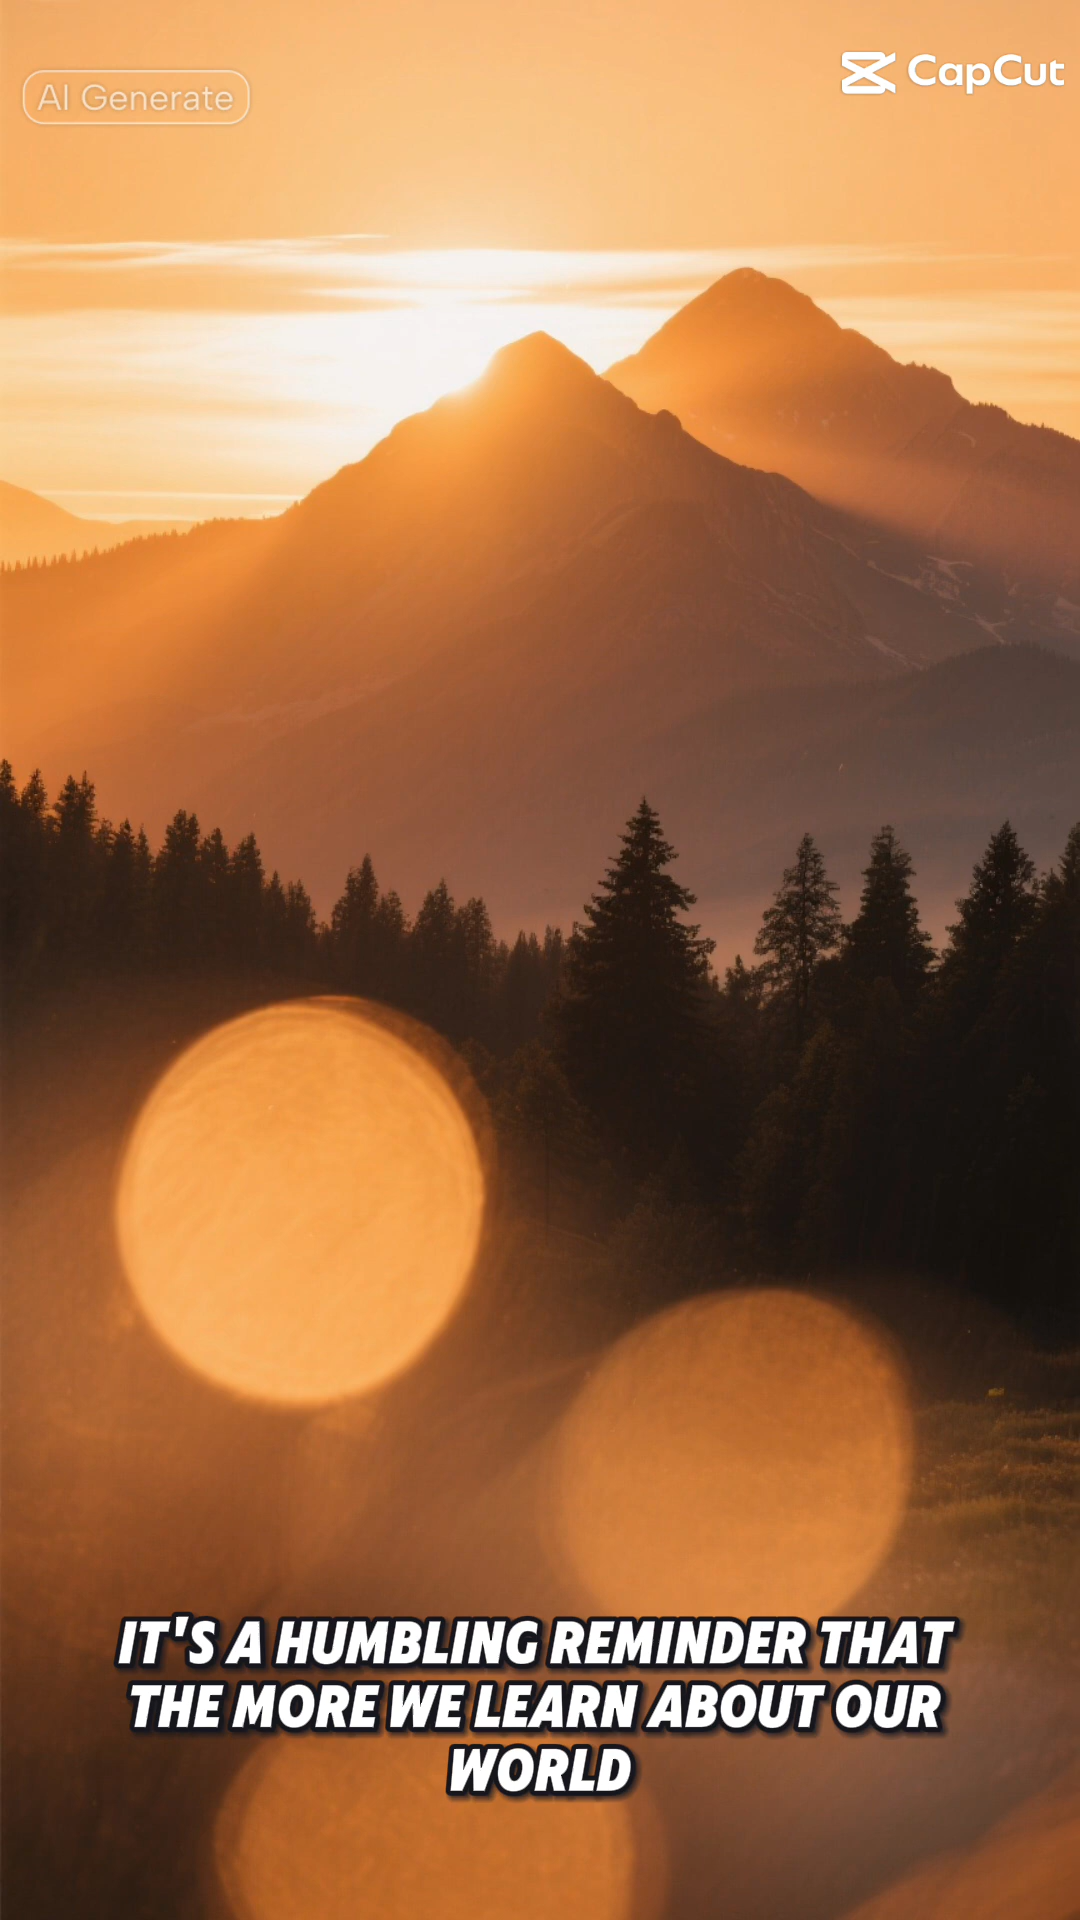 AI Generate
CapCut
IT'S A HUMBLING REMINDER THAT
THE MORE WE LEARN ABOUT OUR
WORLD